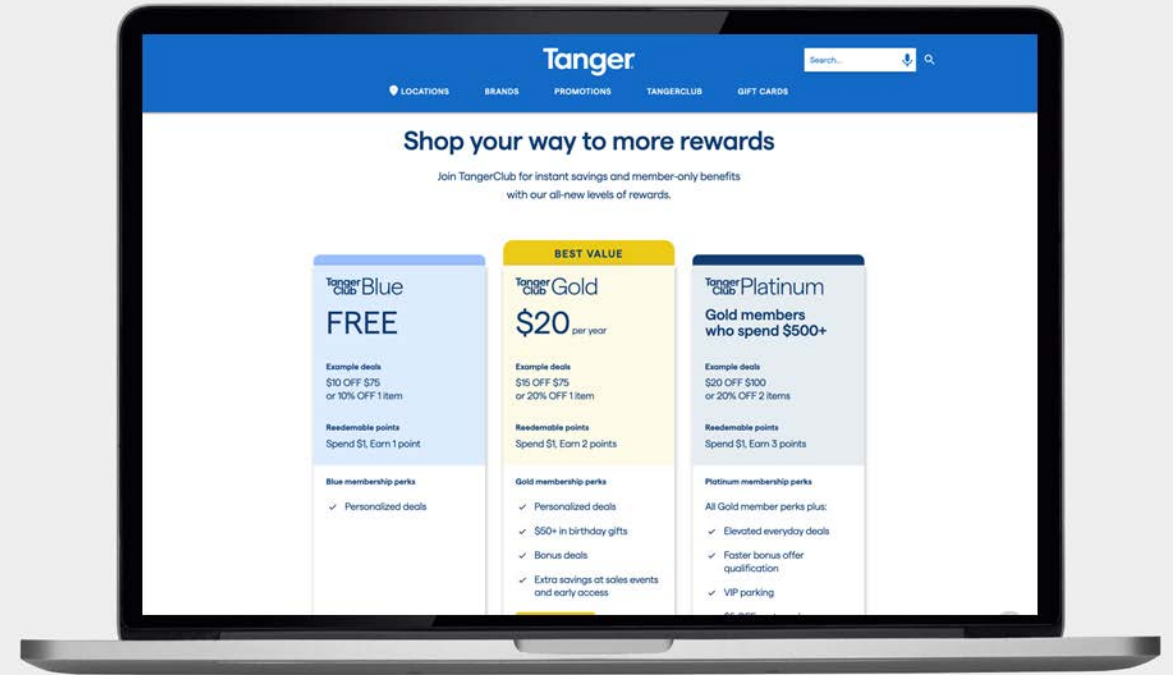 Tanger
Search...
LOCATIONS BRANDS PROMOTIONS TANGERCLUB GIFT CARDS
Shop your way to more rewards
Join TangerClub for instant savings and member-only benefits
with our all-new levels of rewards.
Tanger Club Blue
FREE
Example deals
$10 OFF $75
or 10% OFF 1 item
Reedemable points
Spend $1, Earn 1 point
Blue membership perks
✓ Personalized deals
BEST VALUE
Tanger Club Gold
$20 per year
Example deals
$15 OFF $75
or 20% OFF 1 item
Reedemable points
Spend $1, Earn 2 points
Gold membership perks
✓ Personalized deals
✓ $50+ in birthday gifts
✓ Bonus deals
✓ Extra savings at sales events
and early access
Tanger Club Platinum
Gold members
who spend $500+
Example deals
$20 OFF $100
or 20% OFF 2 items
Reedemable points
Spend $1, Earn 3 points
Platinum membership perks
All Gold member perks plus:
✓ Elevated everyday deals
✓ Faster bonus offer
qualification
✓ VIP parking